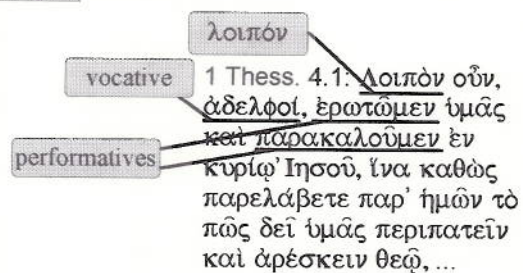 λοιπόν
vocative
performatives
1 Thess. 4.1: Λοιπὸν οὖν,
ἀδελφοί, ἐρωτῶμεν ὑμᾶς
καὶ παρακαλοῦμεν ἐν
κυρίῳ Ἰησοῦ, ἵνα καθὼς
παρελάβετε παρ' ἡμῶν τὸ
πῶς δεῖ ὑμᾶς περιπατεῖν
καὶ ἀρέσκειν θεῷ, ...